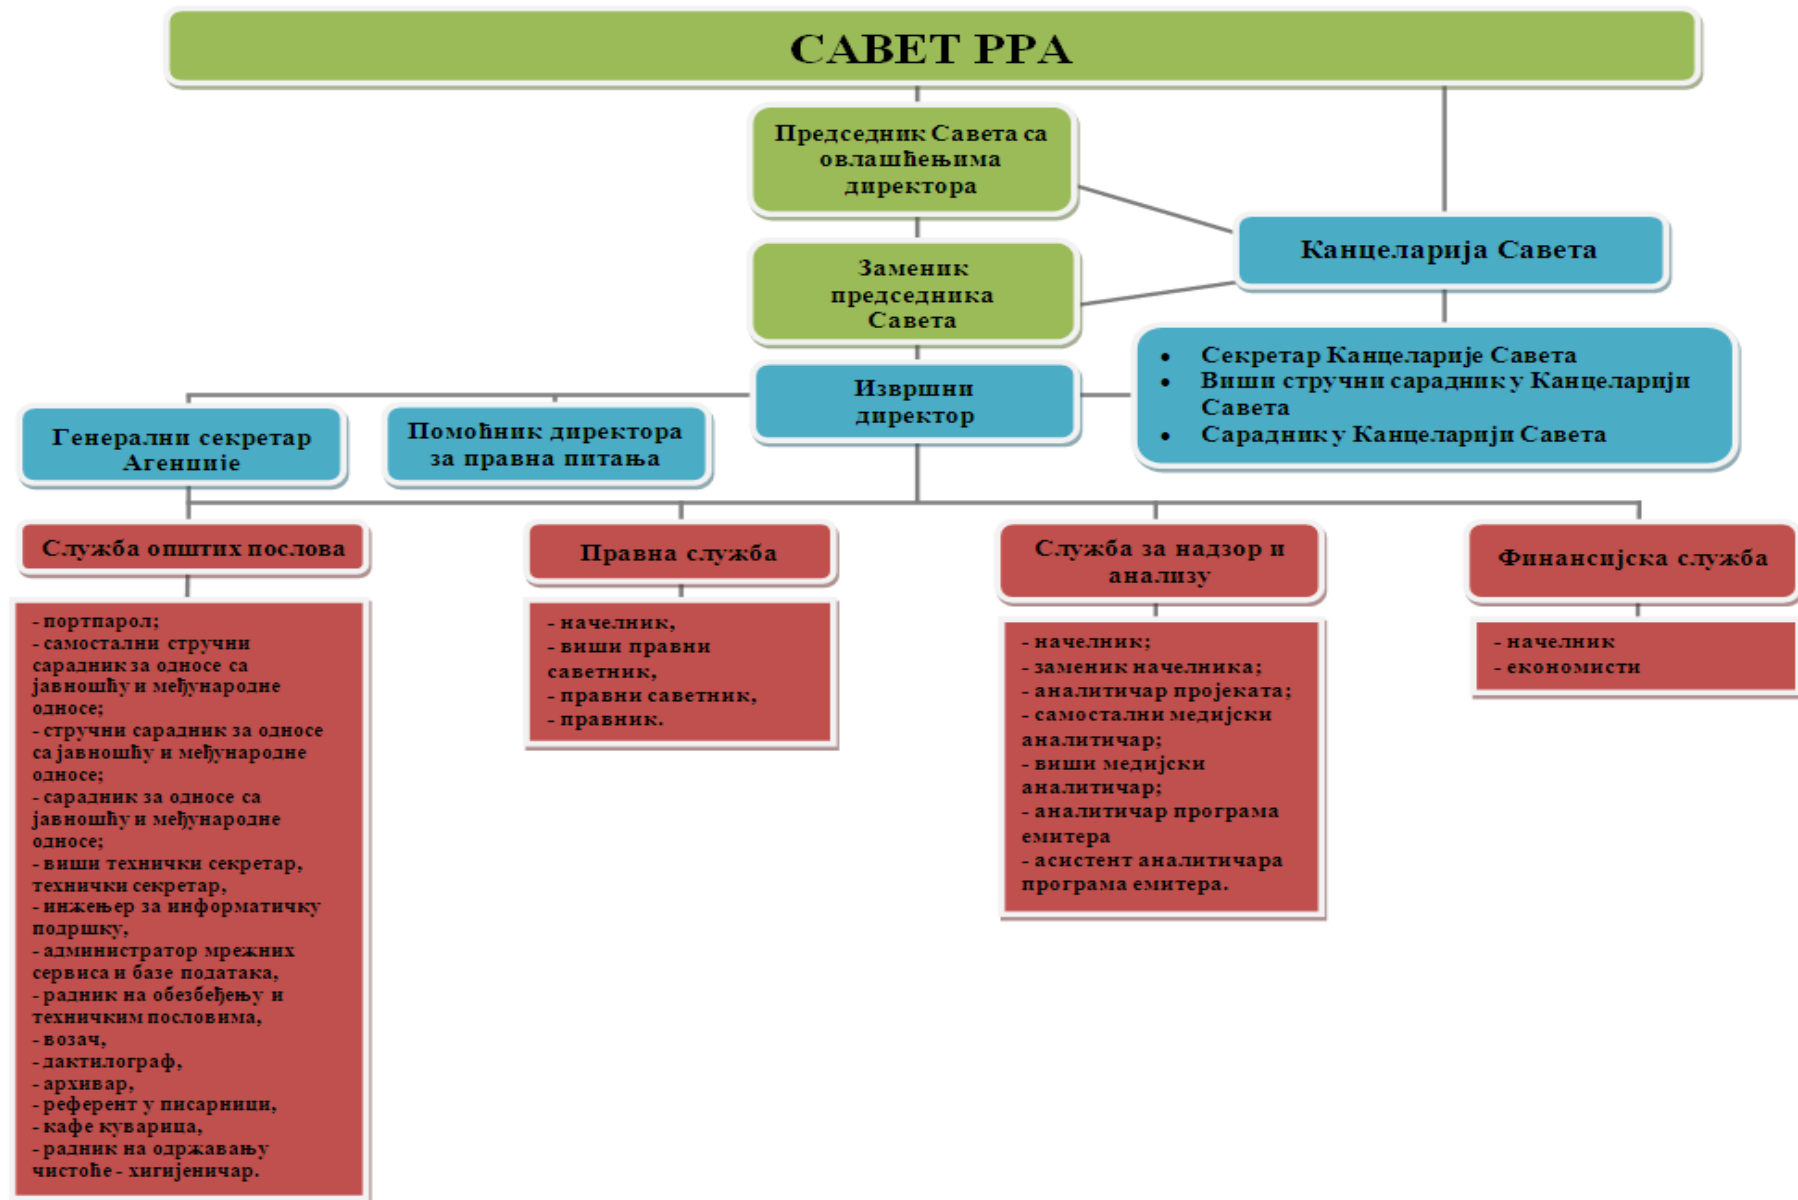 САВЕТ РРА
Председник Савета са
овлашћењима
директора
Канцеларија Савета
Заменик
председника
Савета
• Секретар Канцеларије Савета
• Виши стручни сарадник у Канцеларији
Савета
• Сарадник у Канцеларији Савета
Извршни
директор
Генерални секретар
Агенције
Помоћник директора
за правна питања
Служба општих послова
- портпарол;
- самостални стручни
сарадник за односе са
јавношћу и међународне
односе;
- стручни сарадник за односе
са јавношћу и међународне
односе;
- сарадник за односе са
јавношћу и међународне
односе;
- виши технички секретар,
технички секретар,
- инжењер за информатичку
подршку,
- администратор мрежних
сервиса и базе података,
- радник на обезбеђењу и
техничким пословима,
- возач,
- дактилограф,
- архивар,
- референт у писарници,
- кафе куварица,
- радник на одржавању
чистоће - хигијеничар.
Правна служба
- начелник,
- виши правни
саветник,
- правни саветник,
- правник.
Служба за надзор и
анализу
- начелник;
- заменик начелника;
- аналитичар пројеката;
- самостални медијски
аналитичар;
- виши медијски
аналитичар;
- аналитичар програма
емитера
- асистент аналитичара
програма емитера.
Финансијска служба
- начелник
- економисти